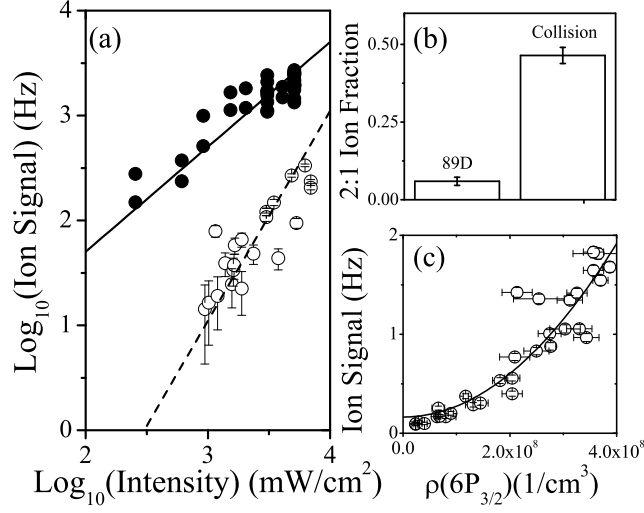 (a)
Log10(Ion Signal) (Hz)
4
3
2
1
0
2
3
4
Log10(Intensity) (mW/cm²)
(b)
2:1 Ion Fraction
0.50
0.25
0.00
89D
Collision
(c)
Ion Signal (Hz)
2
1
0
0.0
2.0x10⁸
4.0x10⁸
ρ(6P3/2)(1/cm³)